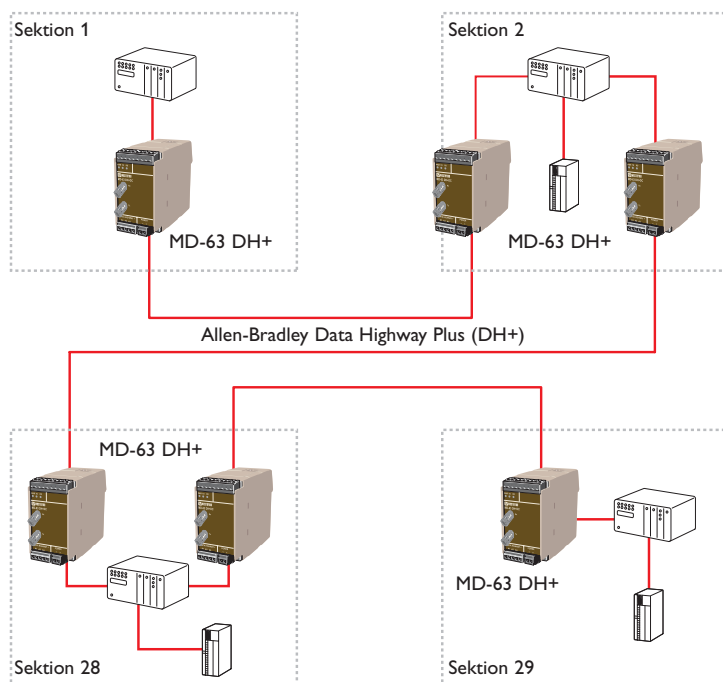 Sektion 1
Sektion 2
MD-63 DH+
MD-63 DH+
Allen-Bradley Data Highway Plus (DH+)
MD-63 DH+
MD-63 DH+
Sektion 28
Sektion 29